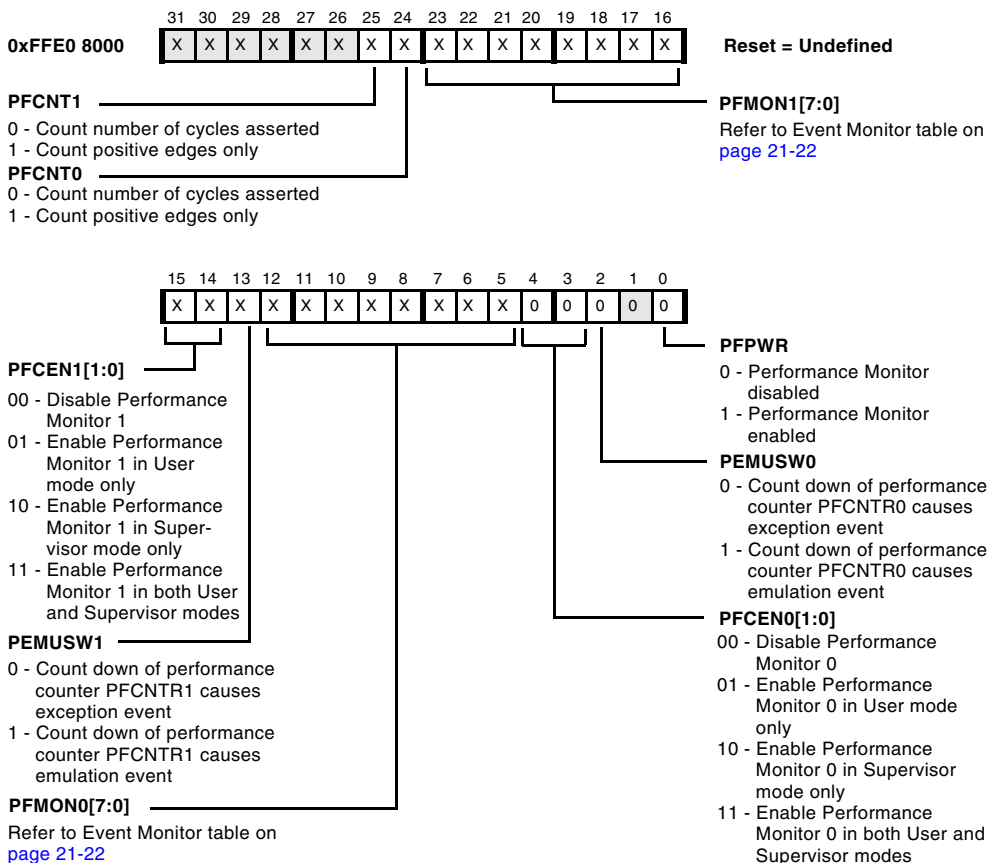 31 30 29 28 27 26 25 24 23 22 21 20 19 18 17 16
0xFFE0 8000
X X X X X X X X X X X X X X X X
Reset = Undefined
PFCNT1
0 - Count number of cycles asserted
1 - Count positive edges only
PFCNT0
0 - Count number of cycles asserted
1 - Count positive edges only
PFMON1[7:0]
Refer to Event Monitor table on
page 21-22
15 14 13 12 11 10 9 8 7 6 5 4 3 2 1 0
X X X X X X X X X X X 0 0 0 0 0
PFCEN1[1:0]
00 - Disable Performance
Monitor 1
01 - Enable Performance
Monitor 1 in User
mode only
10 - Enable Performance
Monitor 1 in Super-
visor mode only
11 - Enable Performance
Monitor 1 in both User
and Supervisor modes
PEMUSW1
0 - Count down of performance
counter PFCNTR1 causes
exception event
1 - Count down of performance
counter PFCNTR1 causes
emulation event
PFMON0[7:0]
Refer to Event Monitor table on
page 21-22
PFPWR
0 - Performance Monitor
disabled
1 - Performance Monitor
enabled
PEMUSW0
0 - Count down of performance
counter PFCNTR0 causes
exception event
1 - Count down of performance
counter PFCNTR0 causes
emulation event
PFCEN0[1:0]
00 - Disable Performance
Monitor 0
01 - Enable Performance
Monitor 0 in User mode
only
10 - Enable Performance
Monitor 0 in Supervisor
mode only
11 - Enable Performance
Monitor 0 in both User and
Supervisor modes